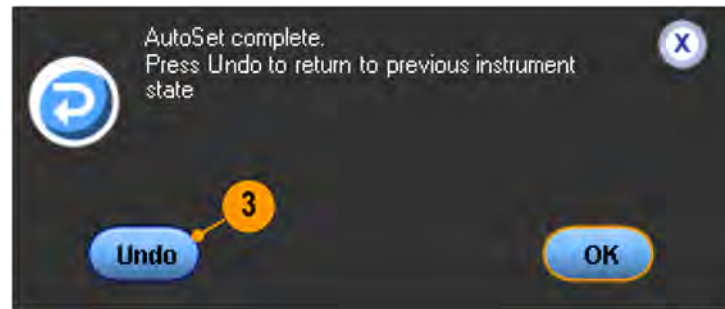 AutoSet complete.
Press Undo to return to previous instrument
state
X
3
Undo
OK